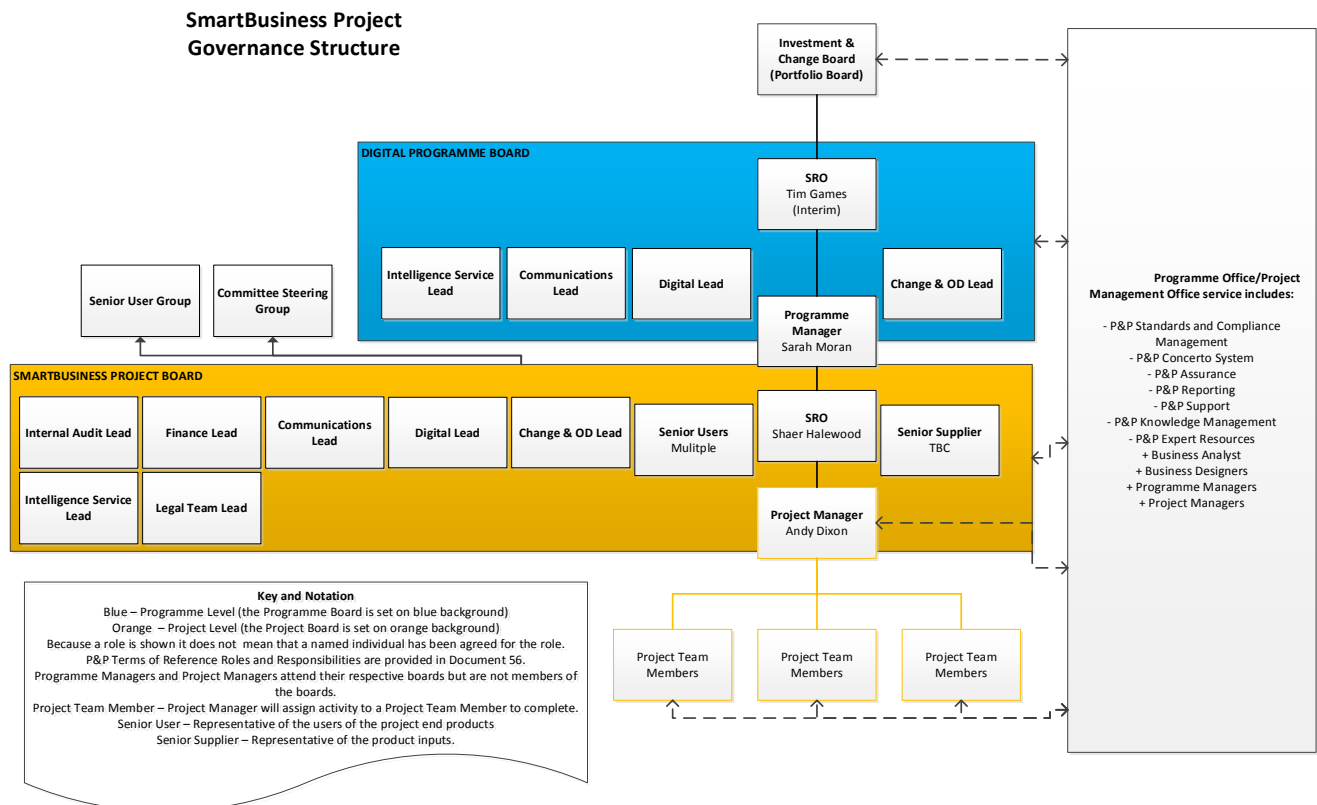 SmartBusiness Project
Governance Structure
Investment &
Change Board
(Portfolio Board)
DIGITAL PROGRAMME BOARD
SRO
Tim Games
(Interim)
Intelligence Service
Lead
Communications
Lead
Digital Lead
Change & OD Lead
Programme
Manager
Sarah Moran
Senior User Group
Committee Steering
Group
SMARTBUSINESS PROJECT BOARD
Internal Audit Lead
Finance Lead
Communications
Lead
Digital Lead
Change & OD Lead
Senior Users
Mulitple
SRO
Shaer Halewood
Senior Supplier
TBC
Intelligence Service
Lead
Legal Team Lead
Project Manager
Andy Dixon
Project Team
Members
Project Team
Members
Project Team
Members
Programme Office/Project
Management Office service includes:
- P&P Standards and Compliance
Management
- P&P Concerto System
- P&P Assurance
- P&P Reporting
- P&P Support
- P&P Knowledge Management
- P&P Expert Resources
+ Business Analyst
+ Business Designers
+ Programme Managers
+ Project Managers
Key and Notation
Blue – Programme Level (the Programme Board is set on blue background)
Orange – Project Level (the Project Board is set on orange background)
Because a role is shown it does not mean that a named individual has been agreed for the role.
P&P Terms of Reference Roles and Responsibilities are provided in Document 56.
Programme Managers and Project Managers attend their respective boards but are not members of
the boards.
Project Team Member – Project Manager will assign activity to a Project Team Member to complete.
Senior User – Representative of the users of the project end products
Senior Supplier – Representative of the product inputs.